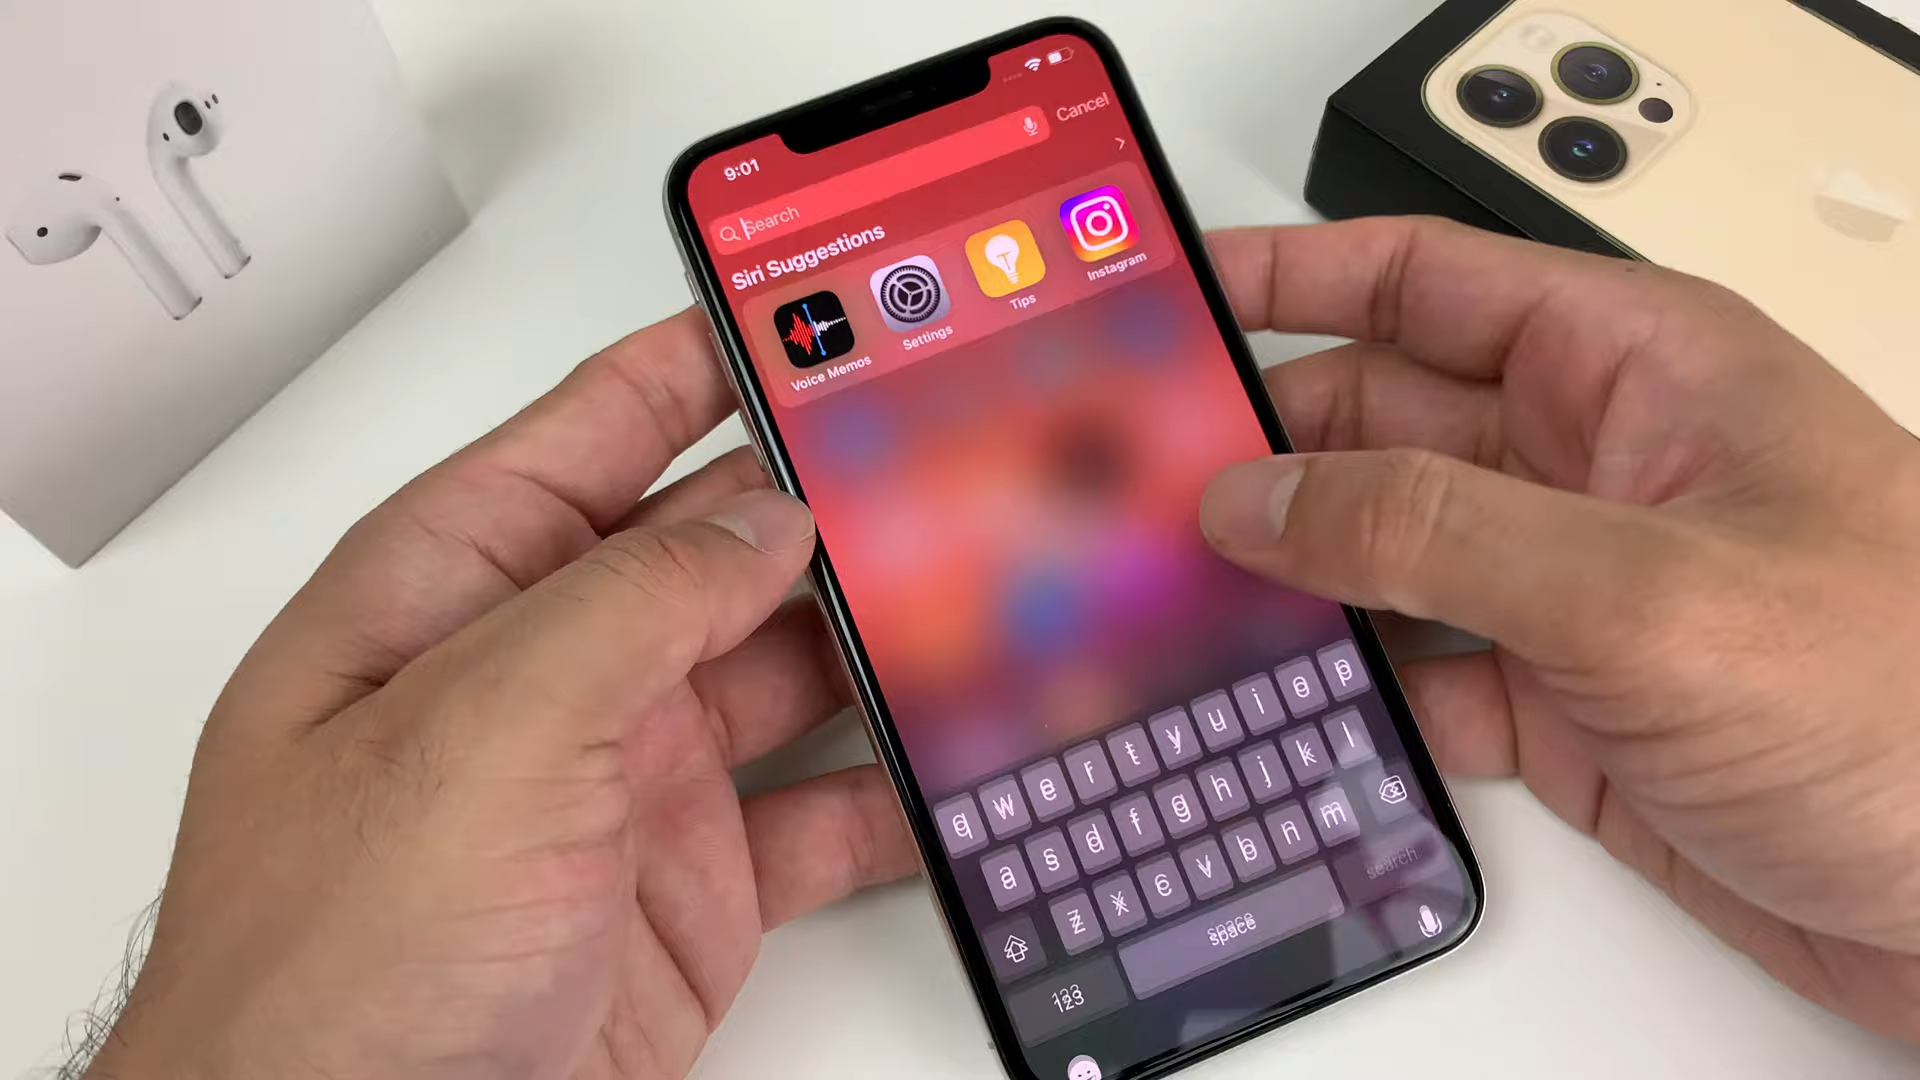 9:01
Search
Cancel
Siri Suggestions
Voice Memos
Settings
Tips
Instagram
q w e r t y u i o p
a s d f g h j k l
z x c v b n m
123
space
search